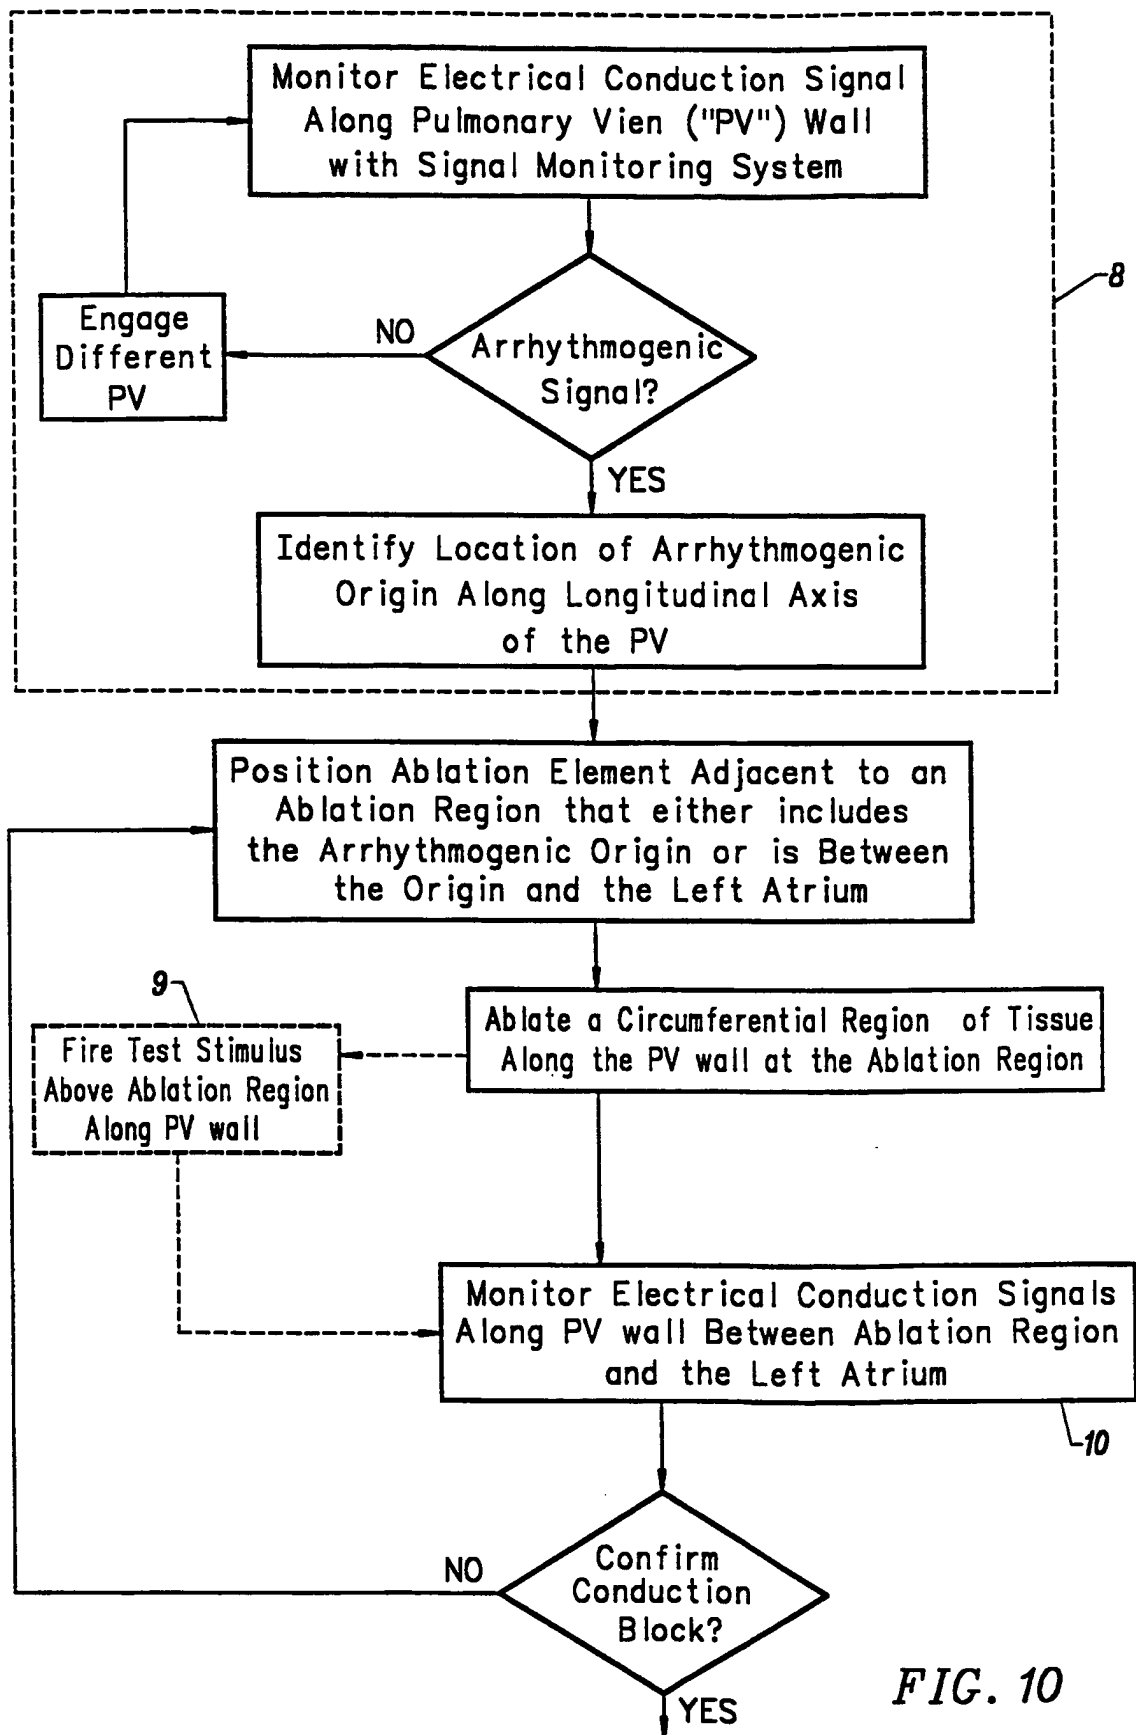 Monitor Electrical Conduction Signal
Along Pulmonary Vien ("PV") Wall
with Signal Monitoring System
8
Engage
Different
PV
NO
Arrhythmogenic
Signal?
YES
Identify Location of Arrhythmogenic
Origin Along Longitudinal Axis
of the PV
Position Ablation Element Adjacent to an
Ablation Region that either includes
the Arrhythmogenic Origin or is Between
the Origin and the Left Atrium
9
Fire Test Stimulus
Above Ablation Region
Along PV wall
Ablate a Circumferential Region of Tissue
Along the PV wall at the Ablation Region
Monitor Electrical Conduction Signals
Along PV wall Between Ablation Region
and the Left Atrium
10
NO
Confirm
Conduction
Block?
YES
FIG. 10